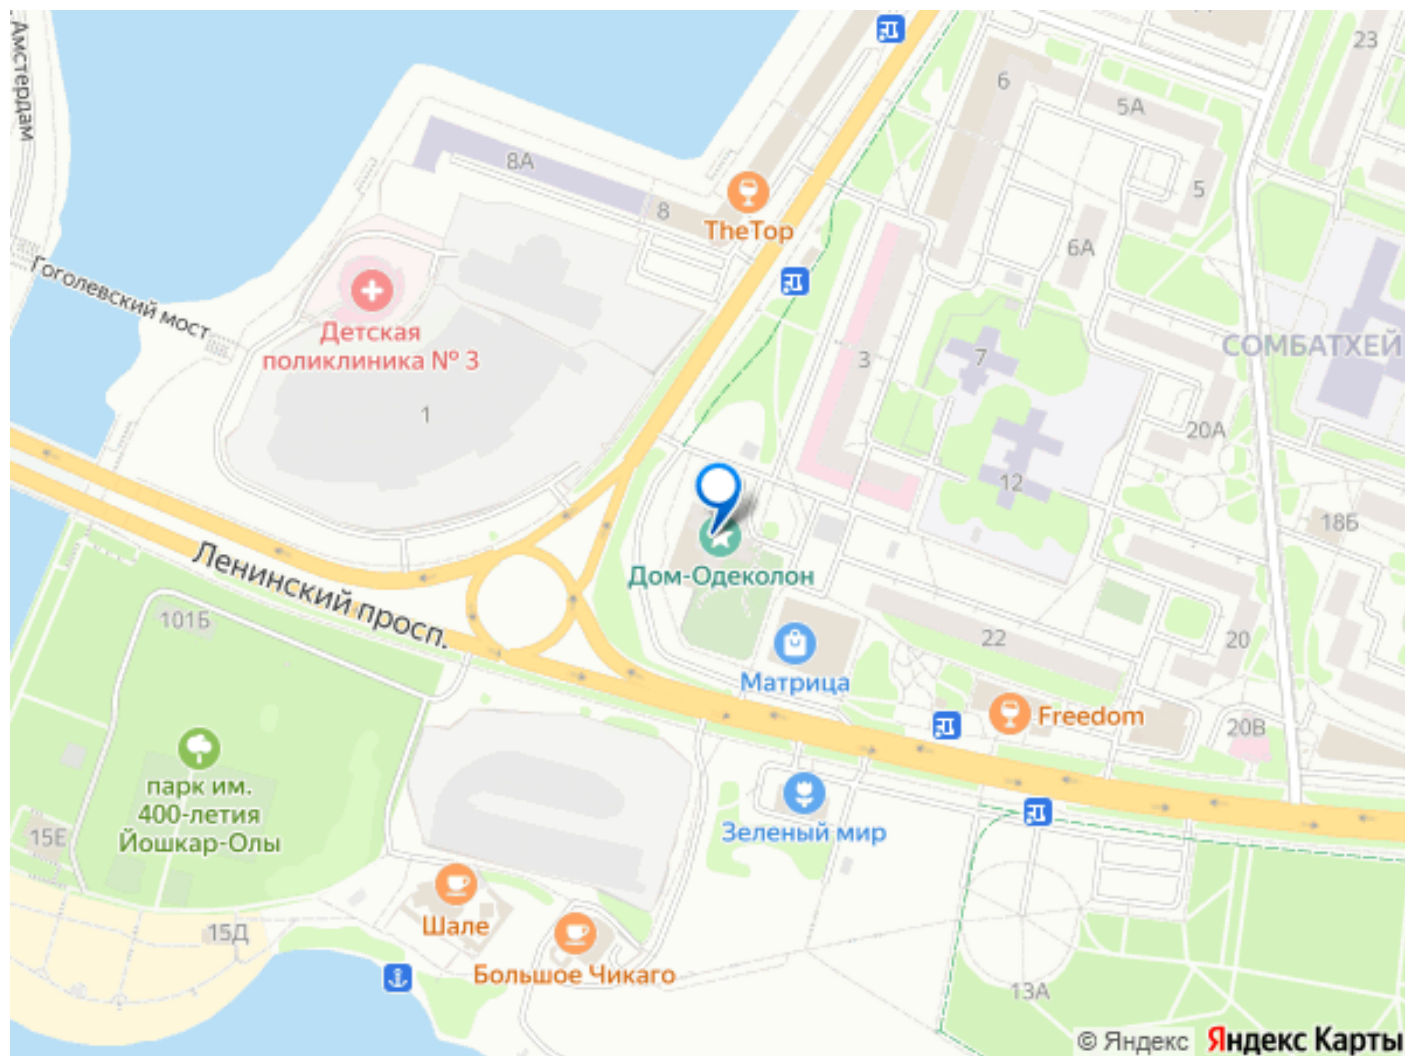 Амстердам
23
6
5А
8А
5
8
TheTop
6А
Гоголевский мост
Детская
поликлиника № 3
СОМБАТХЕЙ
3
7
1
20А
12
18Б
Дом-Одеколон
Ленинский просп.
101Б
22
20
Матрица
Freedom
20В
парк им.
400-летия
Йошкар-Олы
15Е
Зеленый мир
Шале
15Д
Большое Чикаго
13А
© Яндекс Яндекс Карты